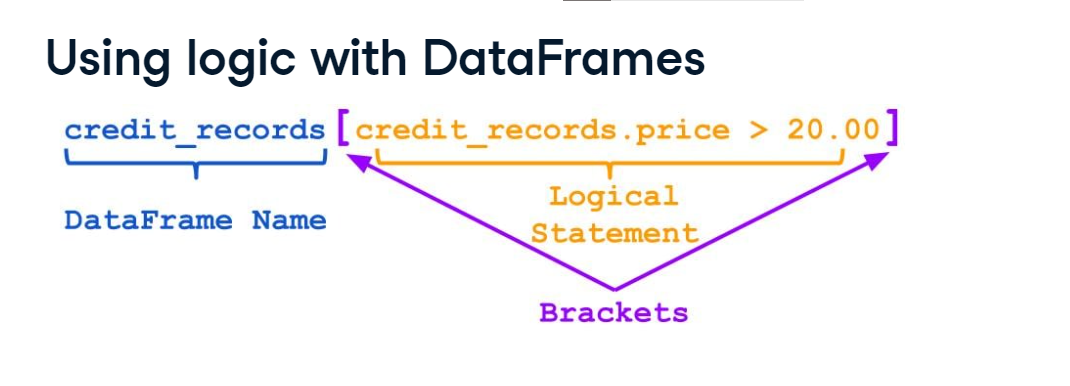 Using logic with DataFrames
credit_records[credit_records.price > 20.00]
DataFrame Name
Logical
Statement
Brackets